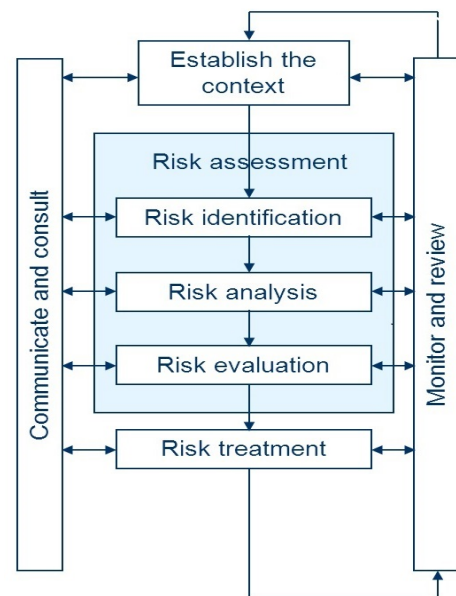 Establish the
context
Risk assessment
Risk identification
Risk analysis
Risk evaluation
Risk treatment
Communicate and consult
Monitor and review